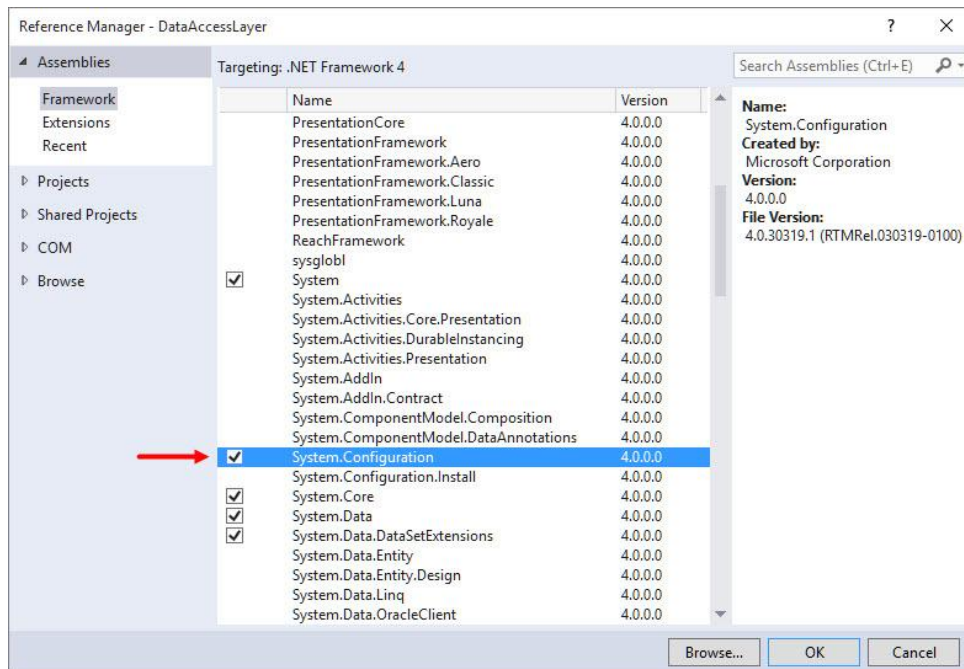 Reference Manager - DataAccessLayer
Assemblies
Framework
Extensions
Recent
Projects
Shared Projects
COM
Browse
Targeting: .NET Framework 4
Search Assemblies (Ctrl+E)
Name Version
PresentationCore 4.0.0.0
PresentationFramework 4.0.0.0
PresentationFramework.Aero 4.0.0.0
PresentationFramework.Classic 4.0.0.0
PresentationFramework.Luna 4.0.0.0
PresentationFramework.Royale 4.0.0.0
ReachFramework 4.0.0.0
sysglobl 4.0.0.0
System 4.0.0.0
System.Activities 4.0.0.0
System.Activities.Core.Presentation 4.0.0.0
System.Activities.DurableInstancing 4.0.0.0
System.Activities.Presentation 4.0.0.0
System.AddIn 4.0.0.0
System.AddIn.Contract 4.0.0.0
System.ComponentModel.Composition 4.0.0.0
System.ComponentModel.DataAnnotations 4.0.0.0
System.Configuration 4.0.0.0
System.Configuration.Install 4.0.0.0
System.Core 4.0.0.0
System.Data 4.0.0.0
System.Data.DataSetExtensions 4.0.0.0
System.Data.Entity 4.0.0.0
System.Data.Entity.Design 4.0.0.0
System.Data.Linq 4.0.0.0
System.Data.OracleClient 4.0.0.0
Name:
System.Configuration
Created by:
Microsoft Corporation
Version:
4.0.0.0
File Version:
4.0.30319.1 (RTMRel.030319-0100)
Browse... OK Cancel